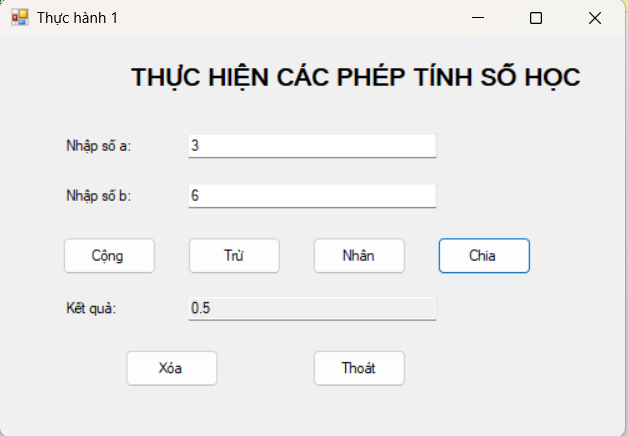 Thực hành 1
THỰC HIỆN CÁC PHÉP TÍNH SỐ HỌC
Nhập số a: 3
Nhập số b: 6
Cộng Trừ Nhân Chia
Kết quả: 0.5
Xóa Thoát